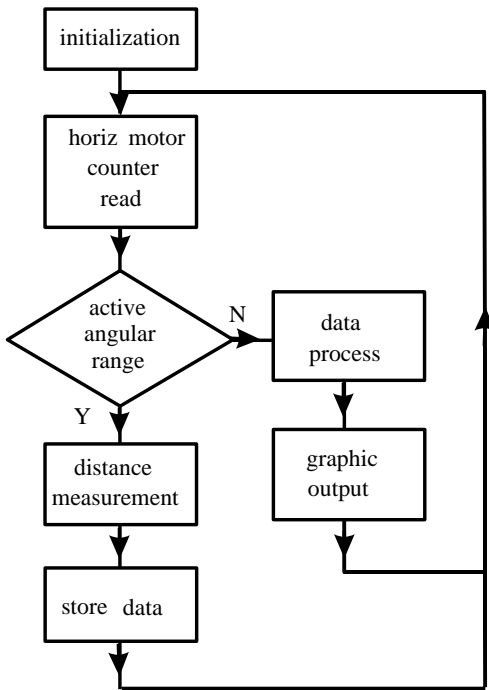 initialization
horiz motor
counter
read
active
angular
range
N
data
process
Y
graphic
output
distance
measurement
store data